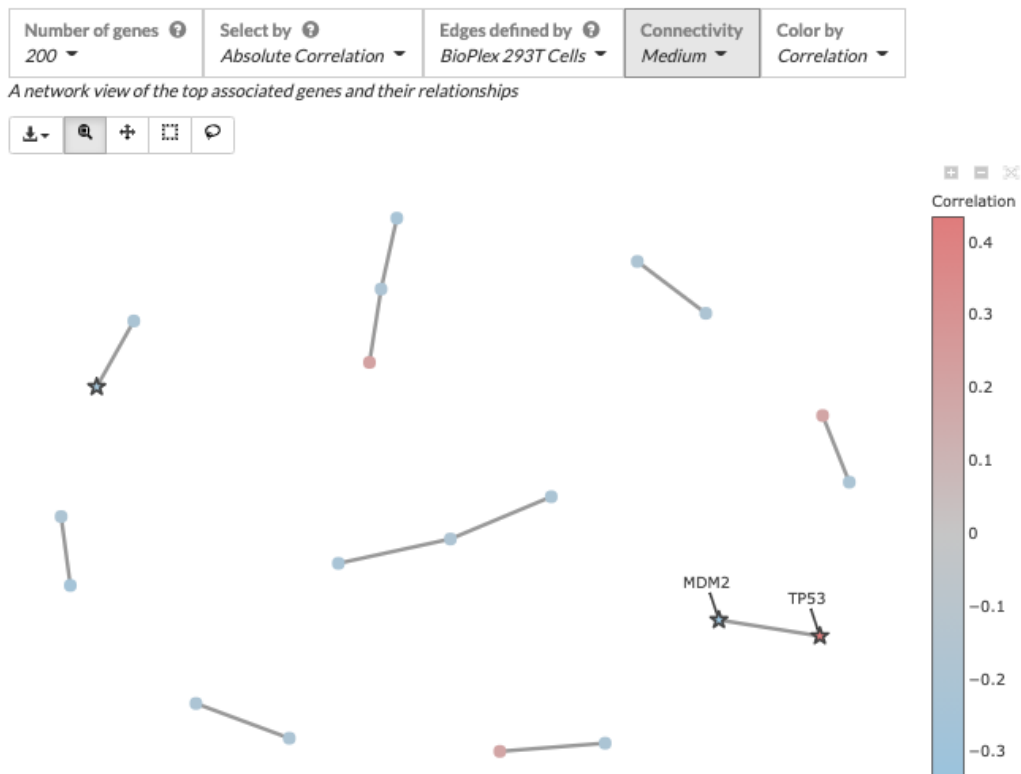 Number of genes ?
200
Select by ?
Absolute Correlation
Edges defined by ?
BioPlex 293T Cells
Connectivity
Medium
Color by
Correlation
A network view of the top associated genes and their relationships
Correlation
0.4
0.3
0.2
0.1
0
−0.1
−0.2
−0.3
MDM2
TP53